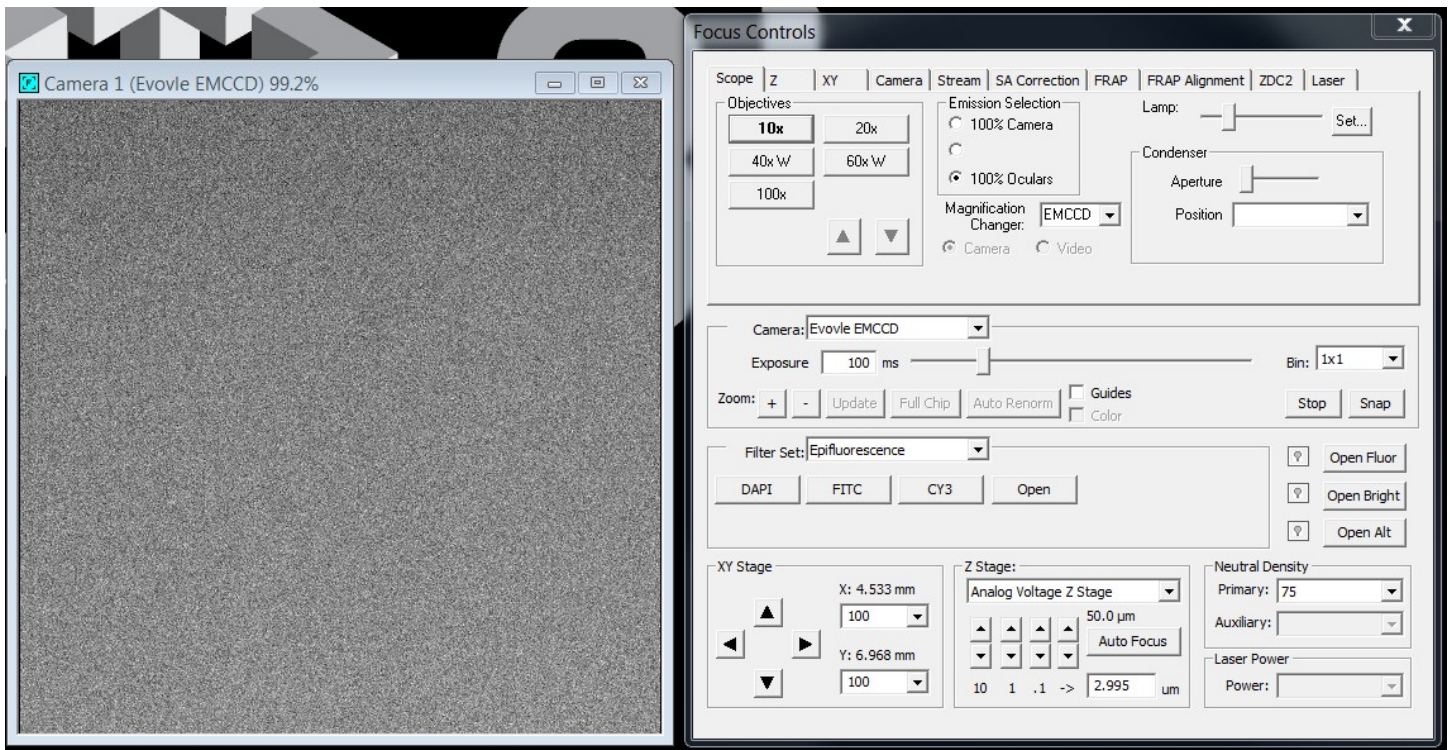 Camera 1 (Evovle EMCCD) 99.2%
Focus Controls
X
Scope Z XY Camera Stream SA Correction FRAP FRAP Alignment ZDC2 Laser
Objectives
10x 20x
40x W 60x W
100x
Emission Selection
100% Camera
100% Oculars
Magnification
Changer: EMCCD
Camera Video
Lamp: Set...
Condenser
Aperture
Position
Camera: Evovle EMCCD
Exposure 100 ms
Bin: 1x1
Zoom: + - Update Full Chip Auto Renorm
Guides
Color
Stop Snap
Filter Set: Epifluorescence
DAPI FITC CY3 Open
Open Fluor
Open Bright
Open Alt
XY Stage
X: 4.533 mm
100
Y: 6.968 mm
100
Z Stage:
Analog Voltage Z Stage
50.0 µm
Auto Focus
10 1 .1 -> 2.995 um
Neutral Density
Primary: 75
Auxiliary:
Laser Power
Power: